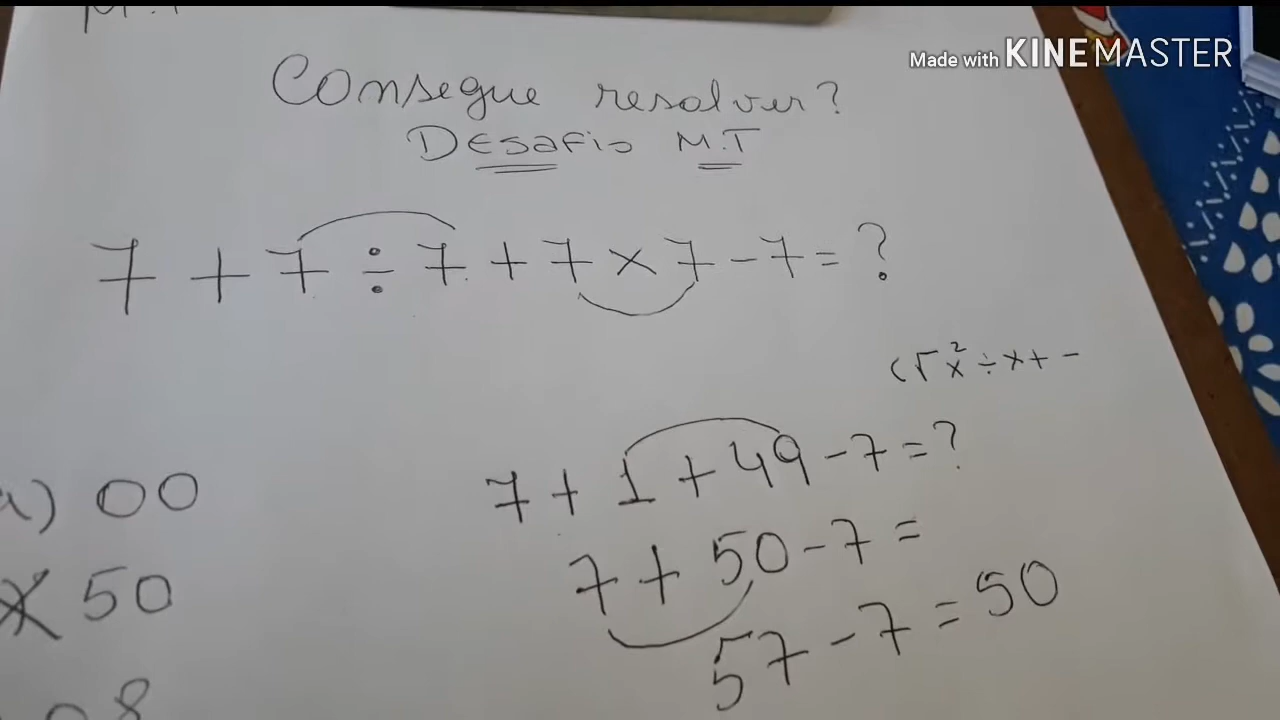 Made with KINEMASTER
Consegue resolver?
Desafio M.T
7 + 7 ÷ 7 + 7 × 7 - 7 = ?
(√ x² ÷ × + -
7 + 1 + 49 - 7 = ?
7 + 50 - 7 =
57 - 7 = 50
a) 00
50